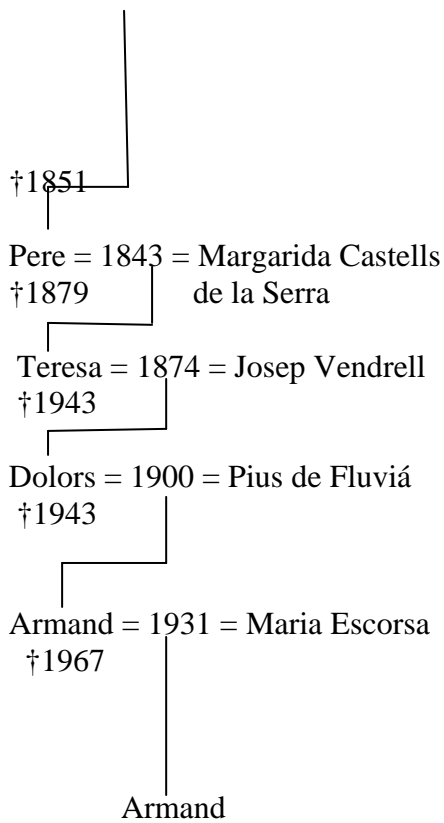 †1851
Pere = 1843 = Margarida Castells
†1879 de la Serra
Teresa = 1874 = Josep Vendrell
†1943
Dolors = 1900 = Pius de Fluviá
†1943
Armand = 1931 = Maria Escorsa
†1967
Armand